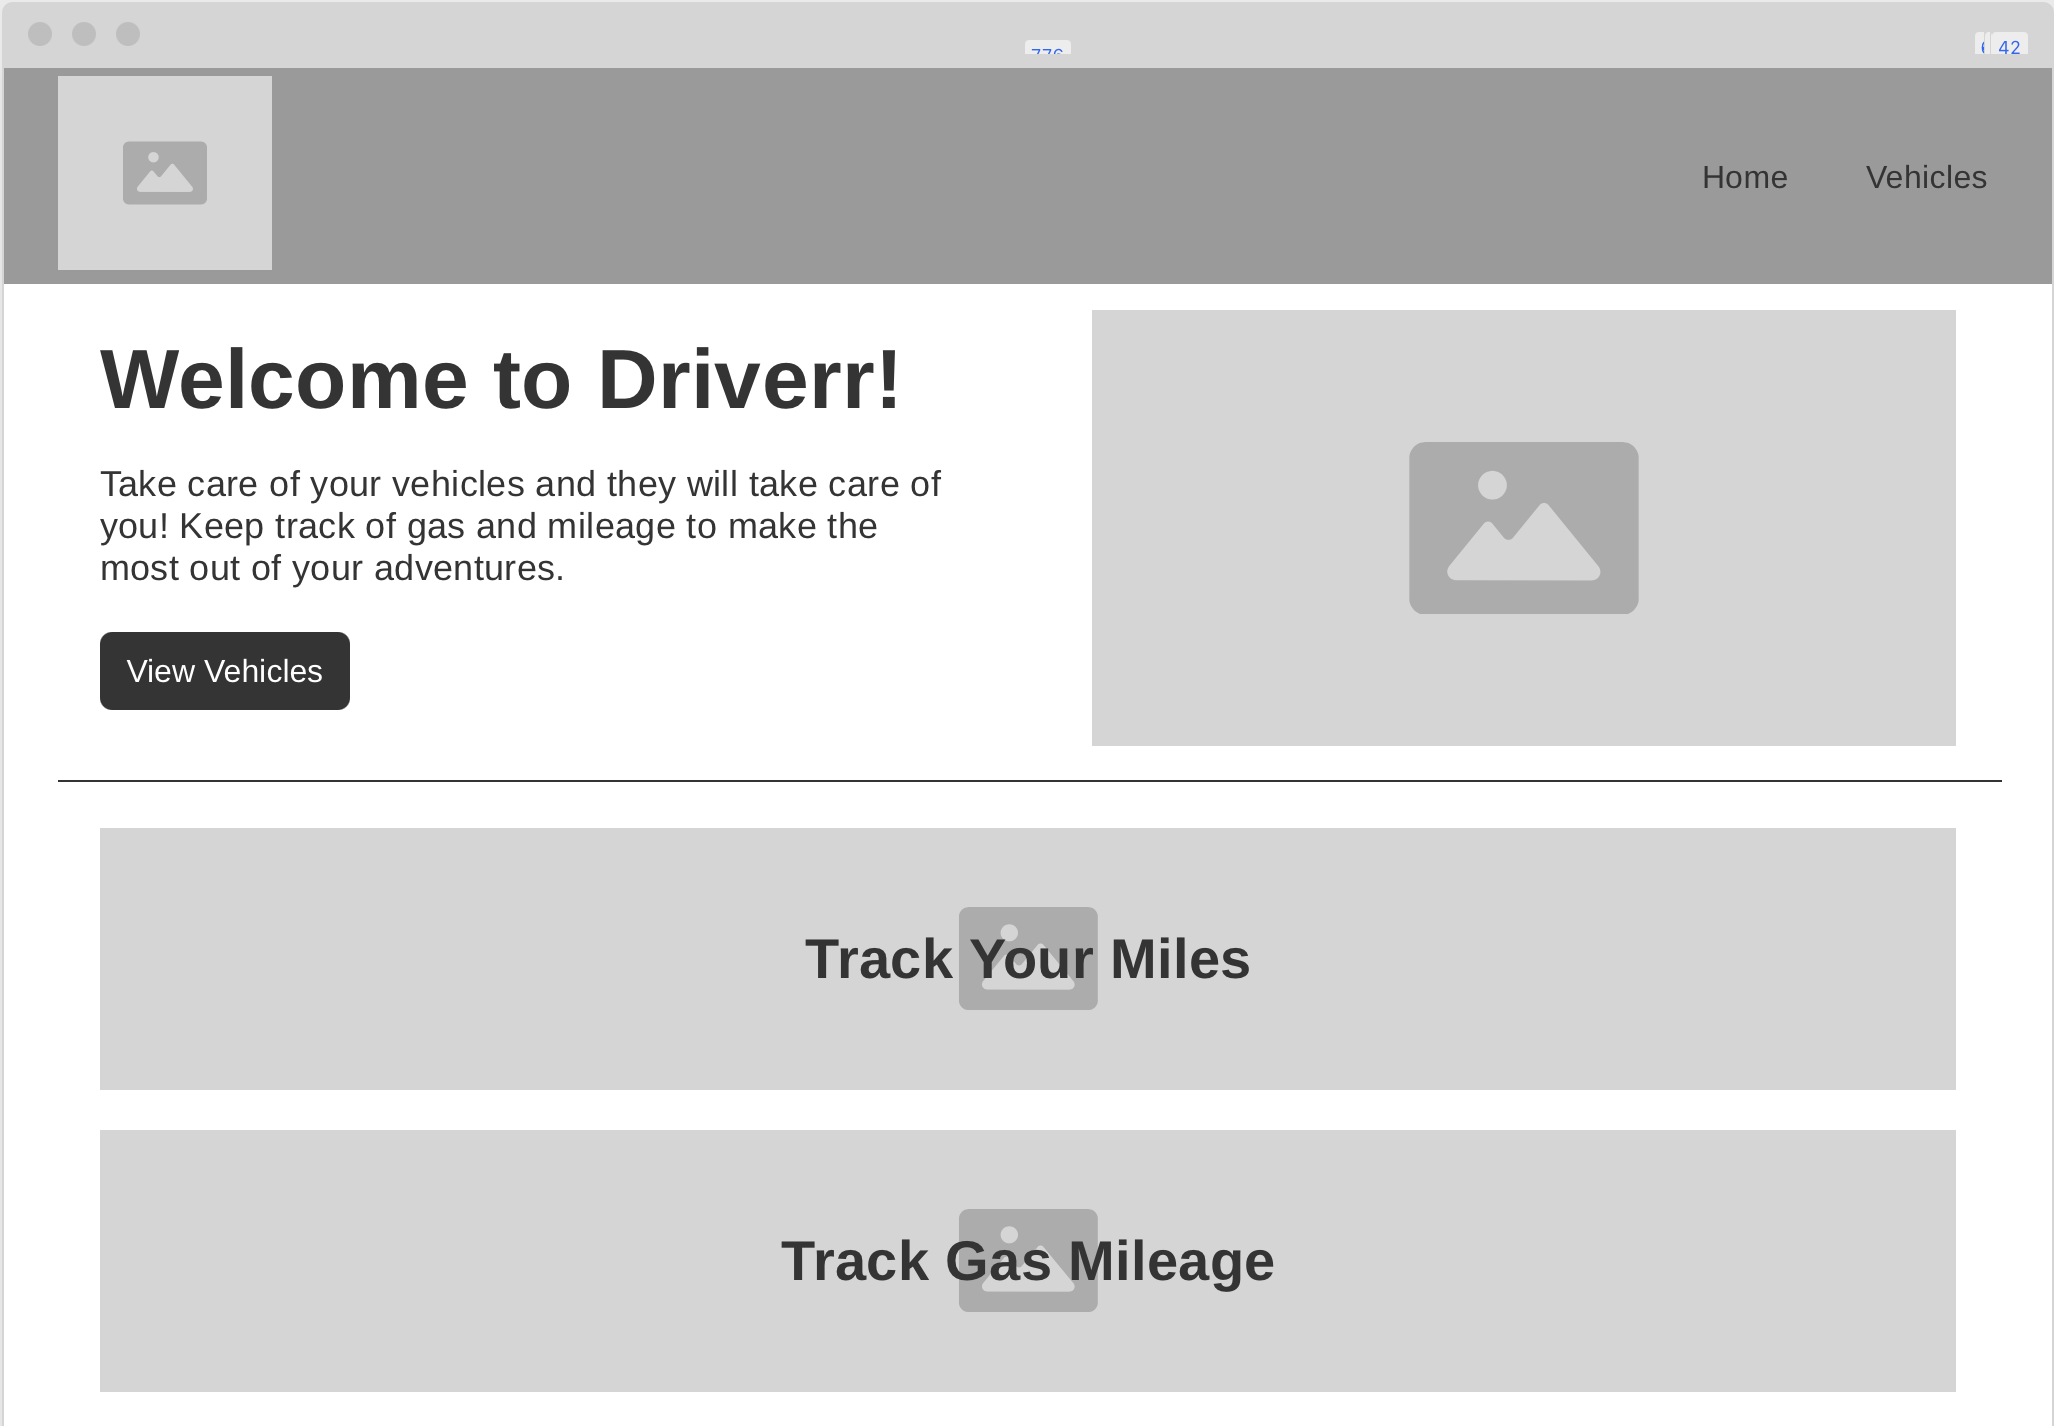 42
Home
Vehicles
Welcome to Driverr!
Take care of your vehicles and they will take care of
you! Keep track of gas and mileage to make the
most out of your adventures.
View Vehicles
Track Your Miles
Track Gas Mileage